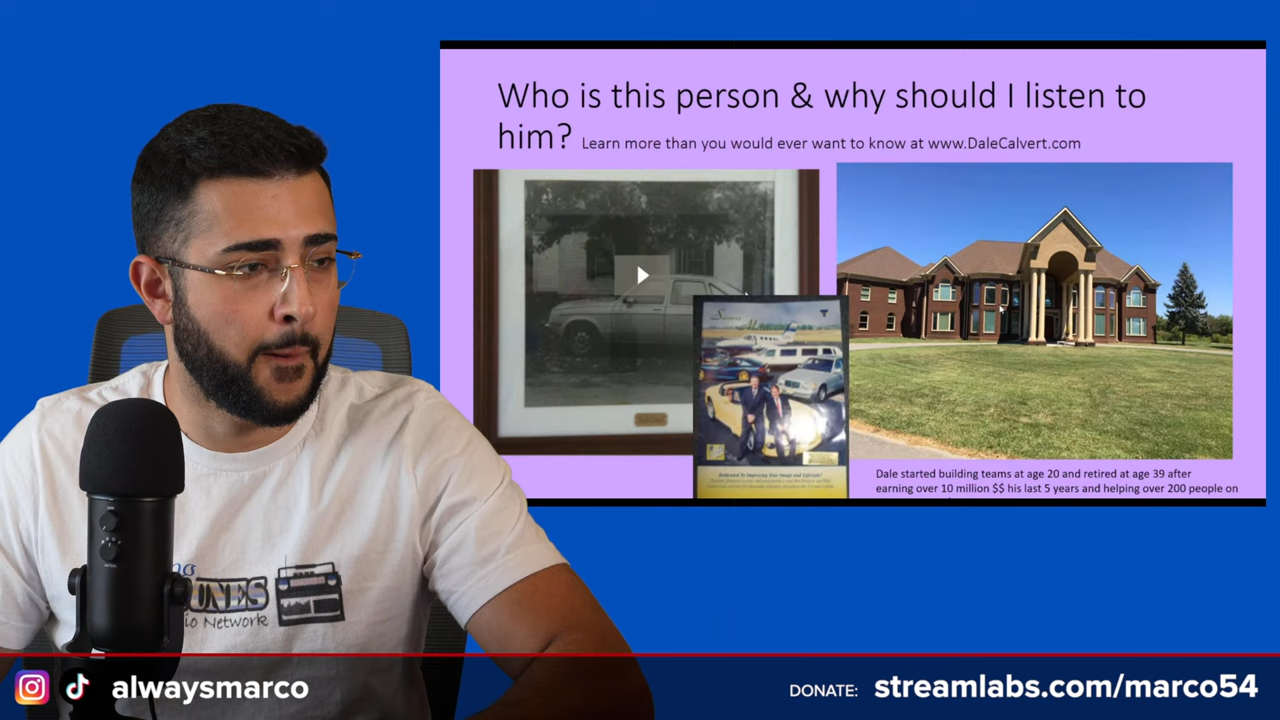 Who is this person & why should I listen to
him? Learn more than you would ever want to know at www.DaleCalvert.com
Dale started building teams at age 20 and retired at age 39 after
earning over 10 million $$ his last 5 years and helping over 200 people on
io Network
alwaysmarco
DONATE: streamlabs.com/marco54